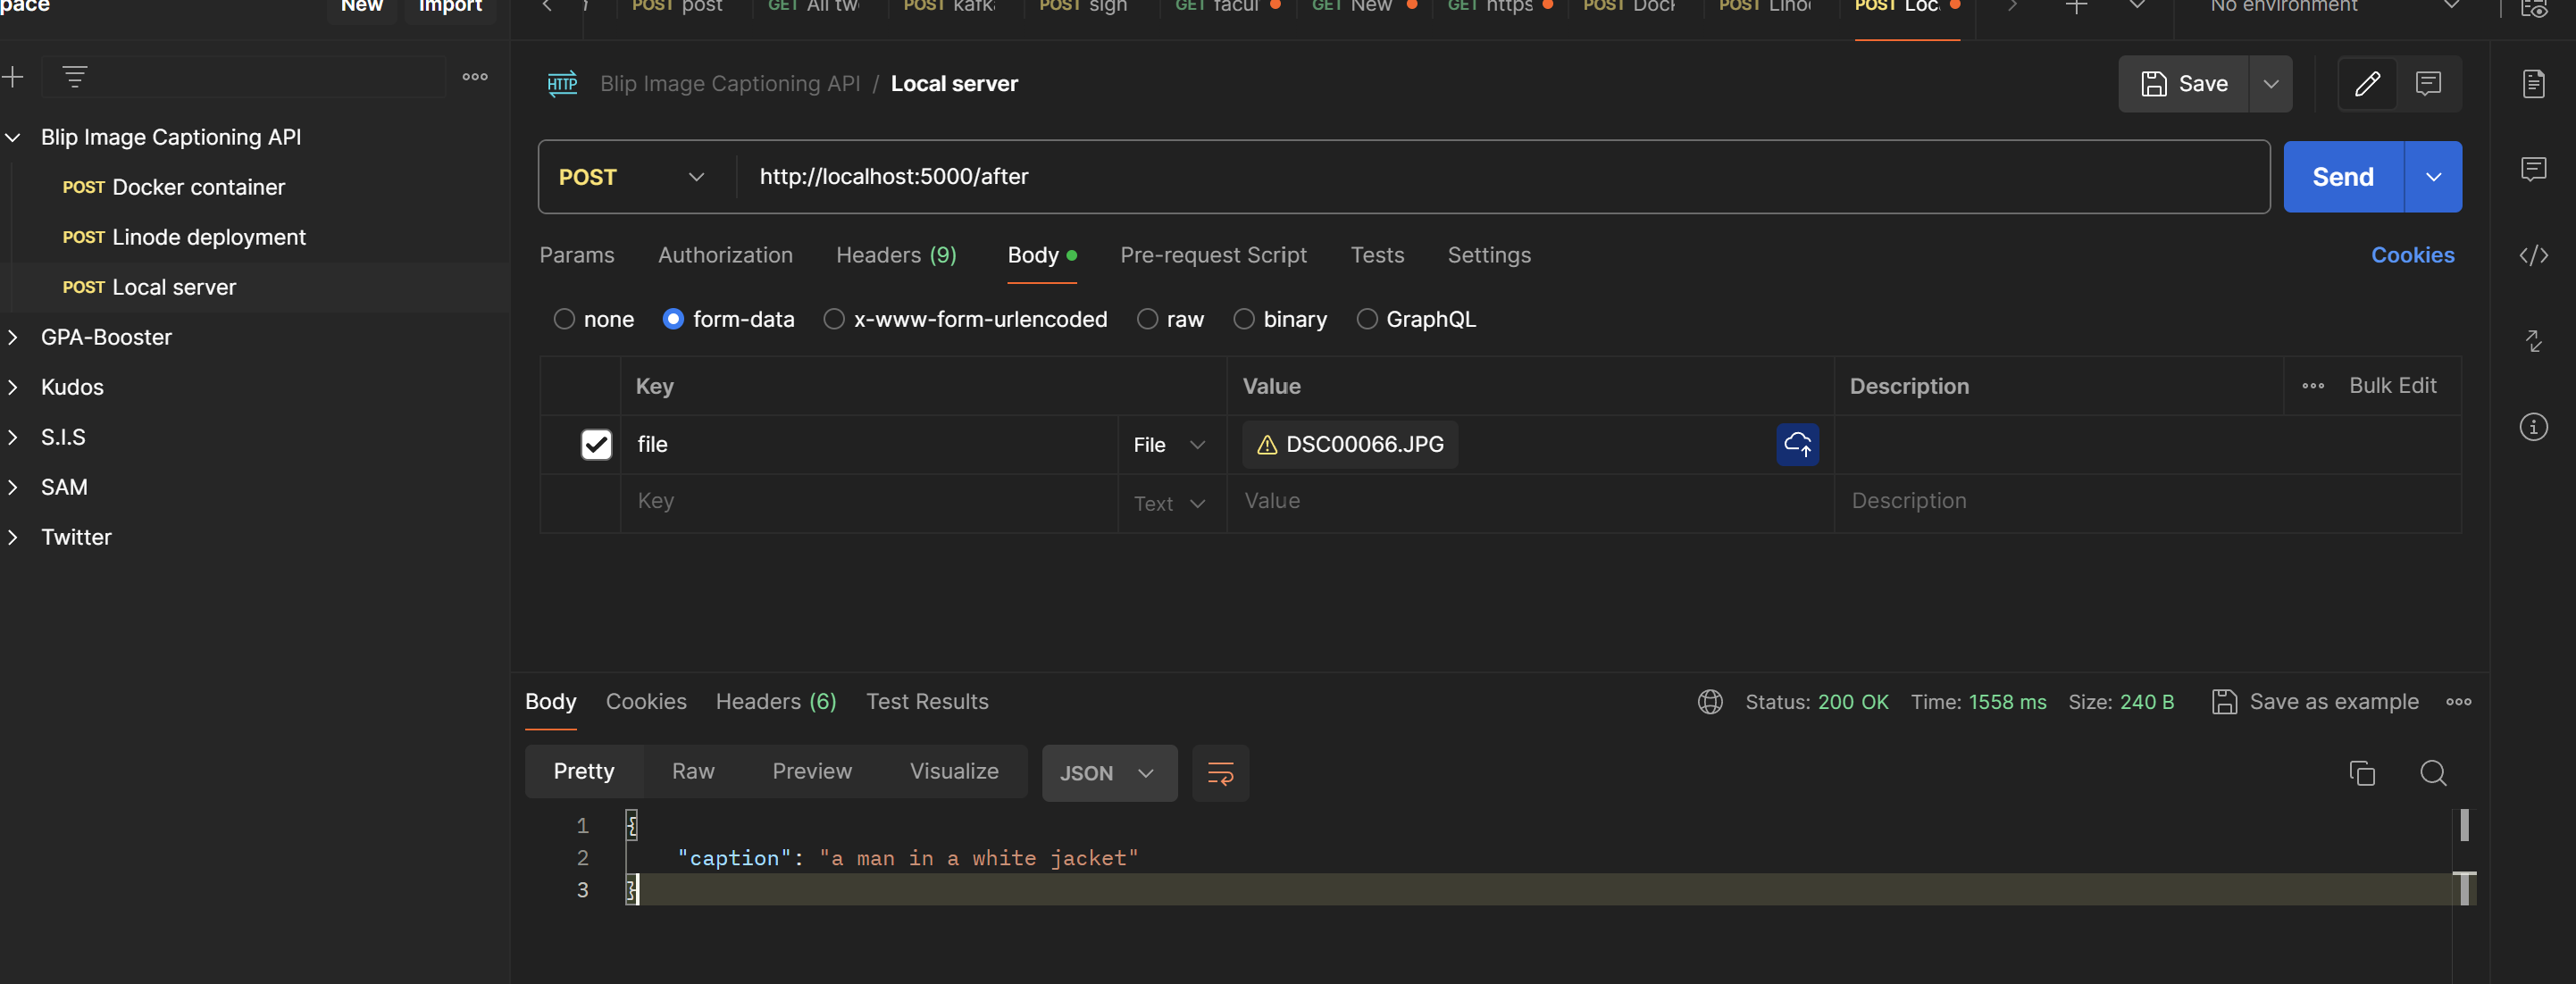 pace
New
Import
POST post
GET All tw
POST kafk
POST sign
GET facul
GET New
GET https
POST Dock
POST Lino
POST Loc
No environment
Blip Image Captioning API / Local server
Save
Blip Image Captioning API
POST Docker container
POST Linode deployment
POST Local server
GPA-Booster
Kudos
S.I.S
SAM
Twitter
POST
http://localhost:5000/after
Send
Params
Authorization
Headers (9)
Body
Pre-request Script
Tests
Settings
Cookies
none
form-data
x-www-form-urlencoded
raw
binary
GraphQL
Key
Value
Description
Bulk Edit
file
File
DSC00066.JPG
Key
Text
Value
Description
Body
Cookies
Headers (6)
Test Results
Status: 200 OK
Time: 1558 ms
Size: 240 B
Save as example
Pretty
Raw
Preview
Visualize
JSON
1 {
2 "caption": "a man in a white jacket"
3 }